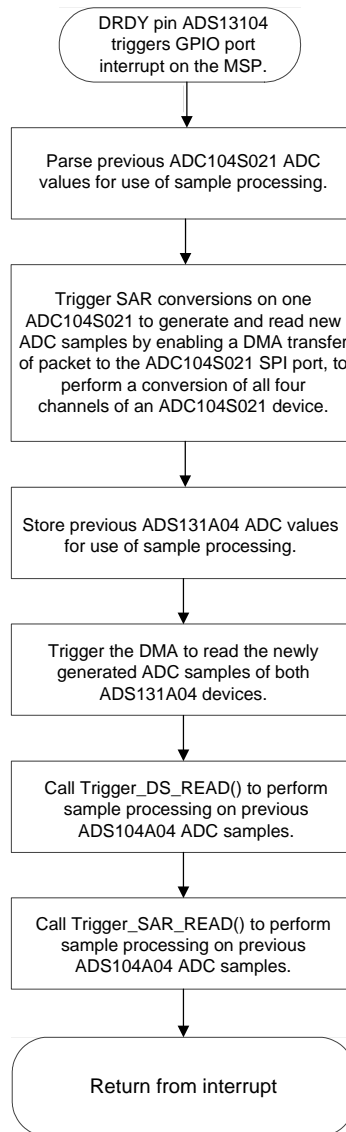 DRDY pin ADS13104
triggers GPIO port
interrupt on the MSP.
Parse previous ADC104S021 ADC
values for use of sample processing.
Trigger SAR conversions on one
ADC104S021 to generate and read new
ADC samples by enabling a DMA transfer
of packet to the ADC104S021 SPI port, to
perform a conversion of all four
channels of an ADC104S021 device.
Store previous ADS131A04 ADC values
for use of sample processing.
Trigger the DMA to read the newly
generated ADC samples of both
ADS131A04 devices.
Call Trigger_DS_READ() to perform
sample processing on previous
ADS104A04 ADC samples.
Call Trigger_SAR_READ() to perform
sample processing on previous
ADS104A04 ADC samples.
Return from interrupt